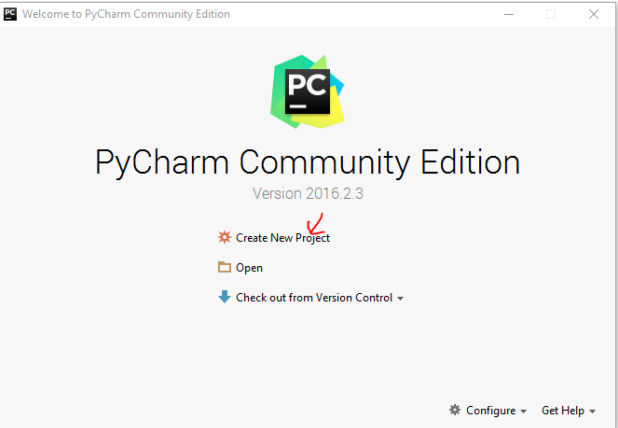 PC Welcome to PyCharm Community Edition
PC
PyCharm Community Edition
Version 2016.2.3
Create New Project
Open
Check out from Version Control
Configure Get Help